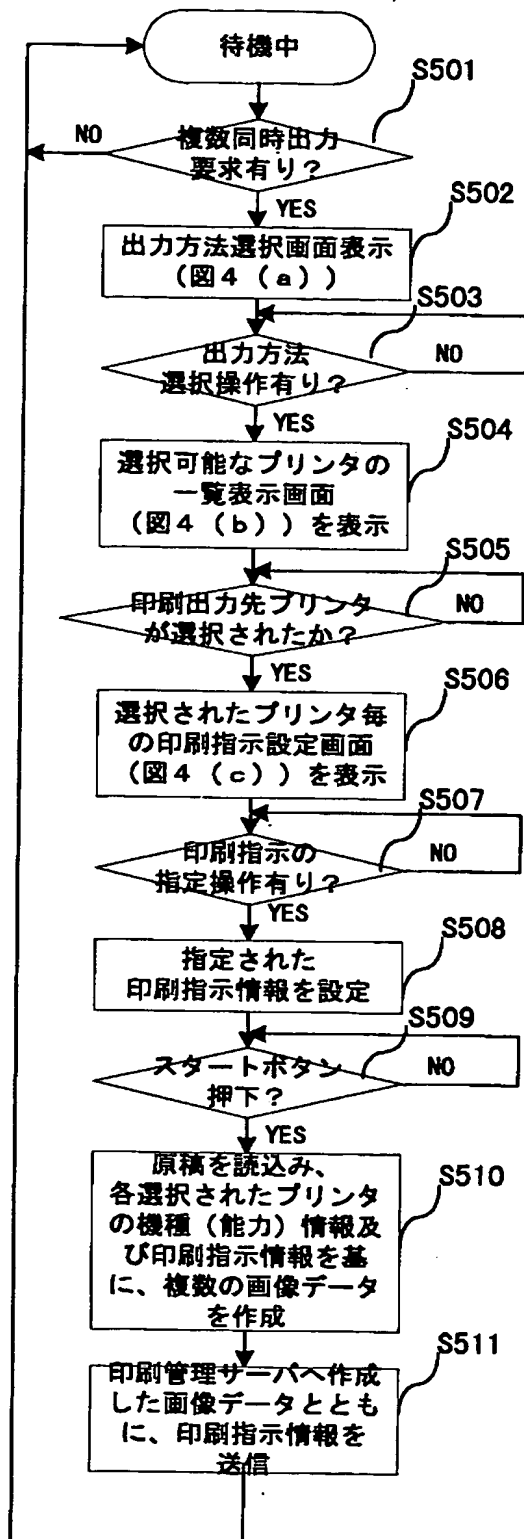 待機中
S501
NO
複数同時出力
要求有り？
YES
S502
出力方法選択画面表示
（図４（ａ））
S503
出力方法
選択操作有り？
NO
YES
S504
選択可能なプリンタの
一覧表示画面
（図４（ｂ））を表示
S505
印刷出力先プリンタ
が選択されたか？
NO
YES
S506
選択されたプリンタ毎
の印刷指示設定画面
（図４（ｃ））を表示
S507
印刷指示の
指定操作有り？
NO
YES
S508
指定された
印刷指示情報を設定
S509
スタートボタン
押下？
NO
YES
S510
原稿を読込み、
各選択されたプリンタ
の機種（能力）情報及
び印刷指示情報を基
に、複数の画像データ
を作成
S511
印刷管理サーバへ作成
した画像データととも
に、印刷指示情報を
送信